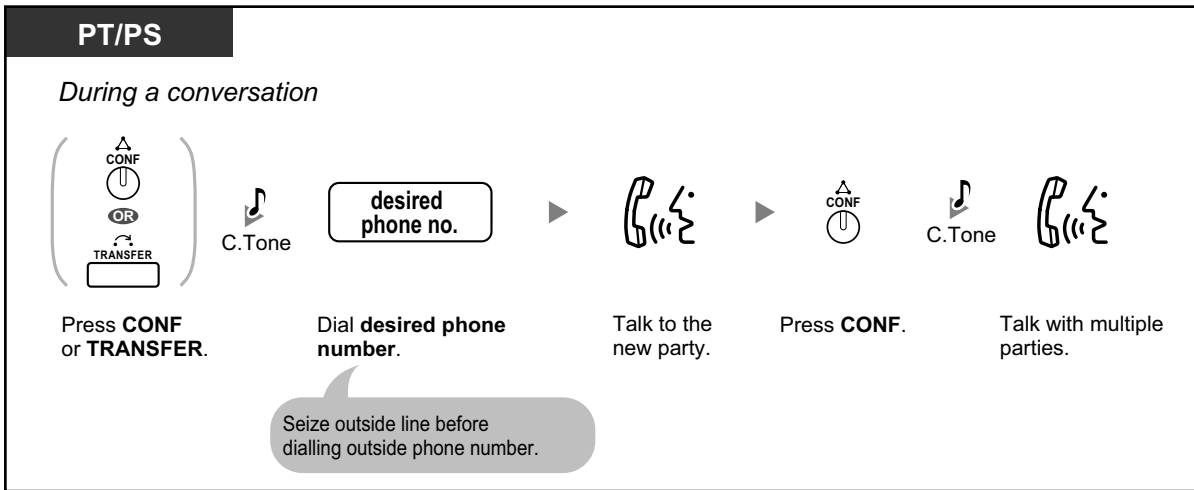 PT/PS
During a conversation
CONF
OR
TRANSFER
C.Tone
desired
phone no.
CONF
C.Tone
Press CONF
or TRANSFER.
Dial desired phone
number.
Talk to the
new party.
Press CONF.
Talk with multiple
parties.
Seize outside line before
dialling outside phone number.